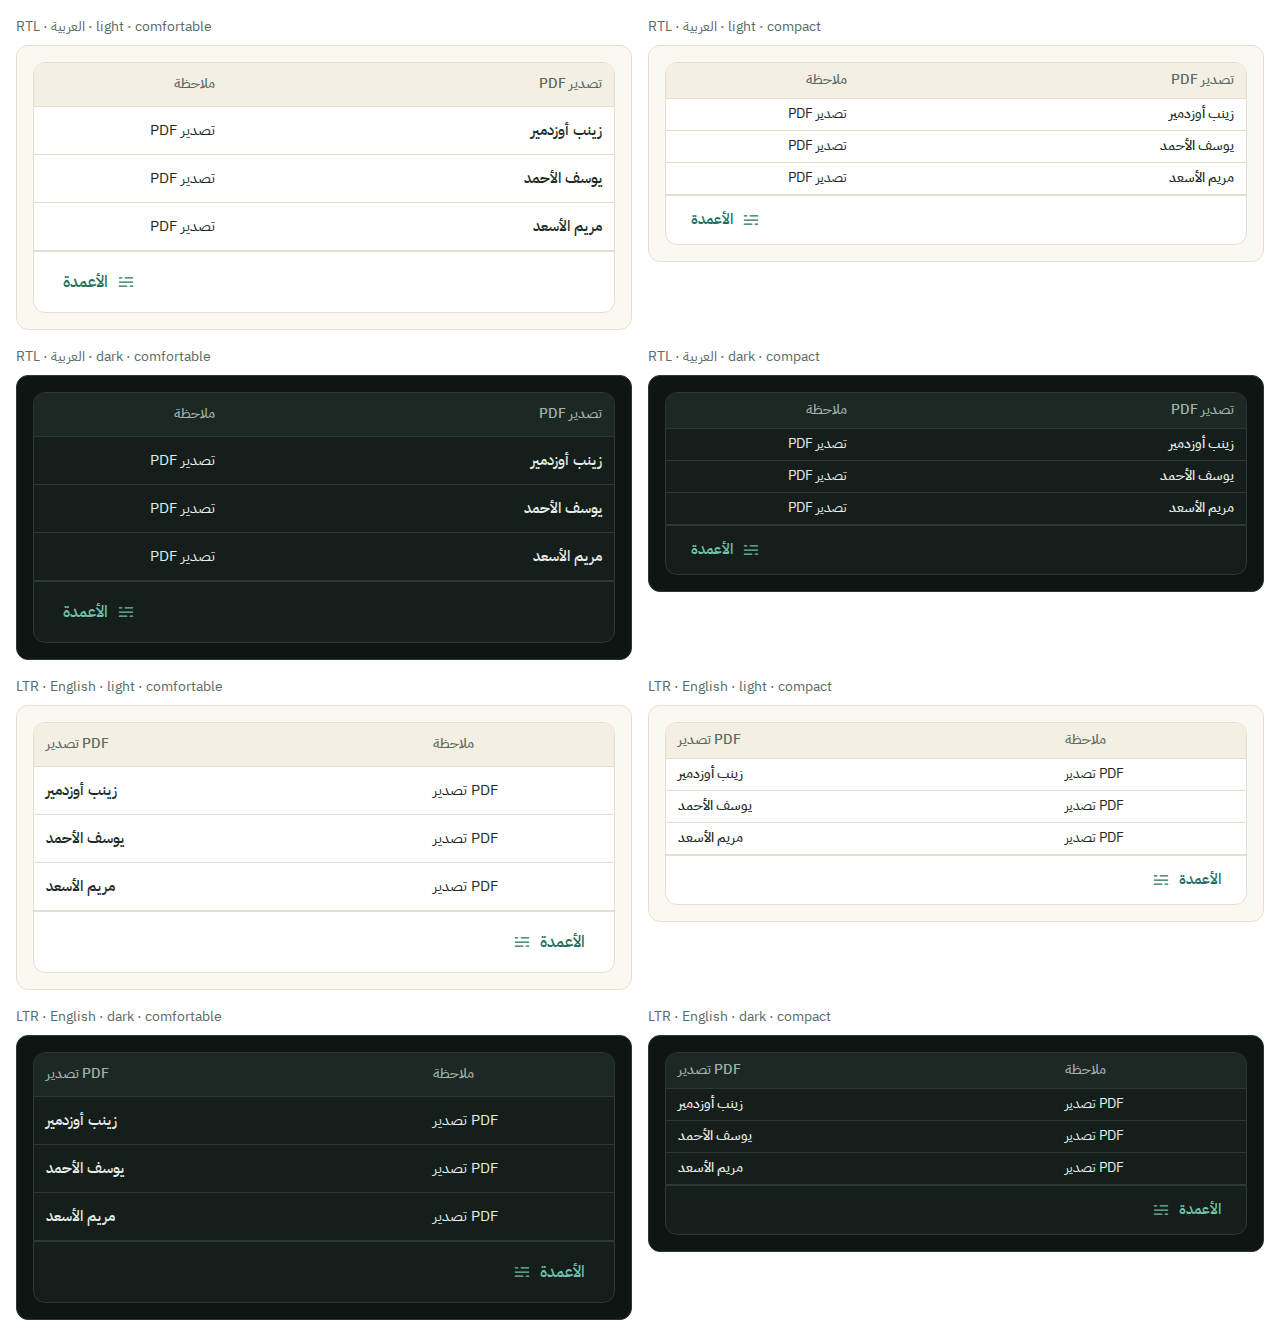 RTL · العربية · light · comfortable
تصدير PDF ملاحظة
زينب أوزدمير تصدير PDF
يوسف الأحمد تصدير PDF
مريم الأسعد تصدير PDF
الأعمدة
RTL · العربية · light · compact
تصدير PDF ملاحظة
زينب أوزدمير تصدير PDF
يوسف الأحمد تصدير PDF
مريم الأسعد تصدير PDF
الأعمدة
RTL · العربية · dark · comfortable
تصدير PDF ملاحظة
زينب أوزدمير تصدير PDF
يوسف الأحمد تصدير PDF
مريم الأسعد تصدير PDF
الأعمدة
RTL · العربية · dark · compact
تصدير PDF ملاحظة
زينب أوزدمير تصدير PDF
يوسف الأحمد تصدير PDF
مريم الأسعد تصدير PDF
الأعمدة
LTR · English · light · comfortable
تصدير PDF ملاحظة
زينب أوزدمير تصدير PDF
يوسف الأحمد تصدير PDF
مريم الأسعد تصدير PDF
الأعمدة
LTR · English · light · compact
تصدير PDF ملاحظة
زينب أوزدمير تصدير PDF
يوسف الأحمد تصدير PDF
مريم الأسعد تصدير PDF
الأعمدة
LTR · English · dark · comfortable
تصدير PDF ملاحظة
زينب أوزدمير تصدير PDF
يوسف الأحمد تصدير PDF
مريم الأسعد تصدير PDF
الأعمدة
LTR · English · dark · compact
تصدير PDF ملاحظة
زينب أوزدمير تصدير PDF
يوسف الأحمد تصدير PDF
مريم الأسعد تصدير PDF
الأعمدة